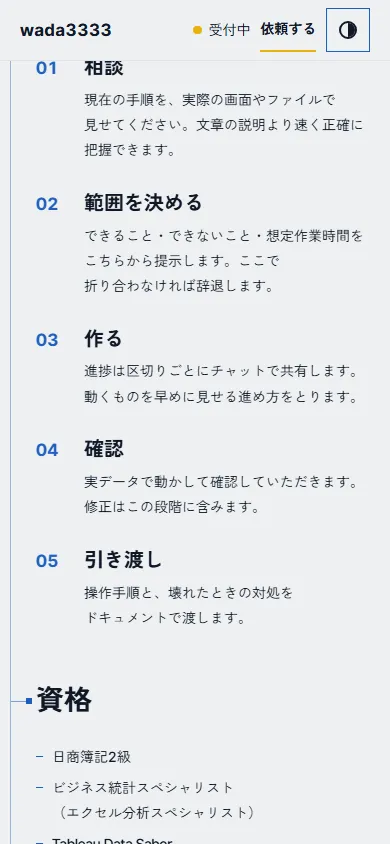 wada3333
受付中 依頼する
01 相談
現在の手順を、実際の画面やファイルで
見せてください。文章の説明より速く正確に
把握できます。
02 範囲を決める
できること・できないこと・想定作業時間を
こちらから提示します。ここで
折り合わなければ辞退します。
03 作る
進捗は区切りごとにチャットで共有します。
動くものを早めに見せる進め方をとります。
04 確認
実データで動かして確認していただきます。
修正はこの段階に含みます。
05 引き渡し
操作手順と、壊れたときの対処を
ドキュメントで渡します。
資格
日商簿記2級
ビジネス統計スペシャリスト
（エクセル分析スペシャリスト）
Tableau Data Saber